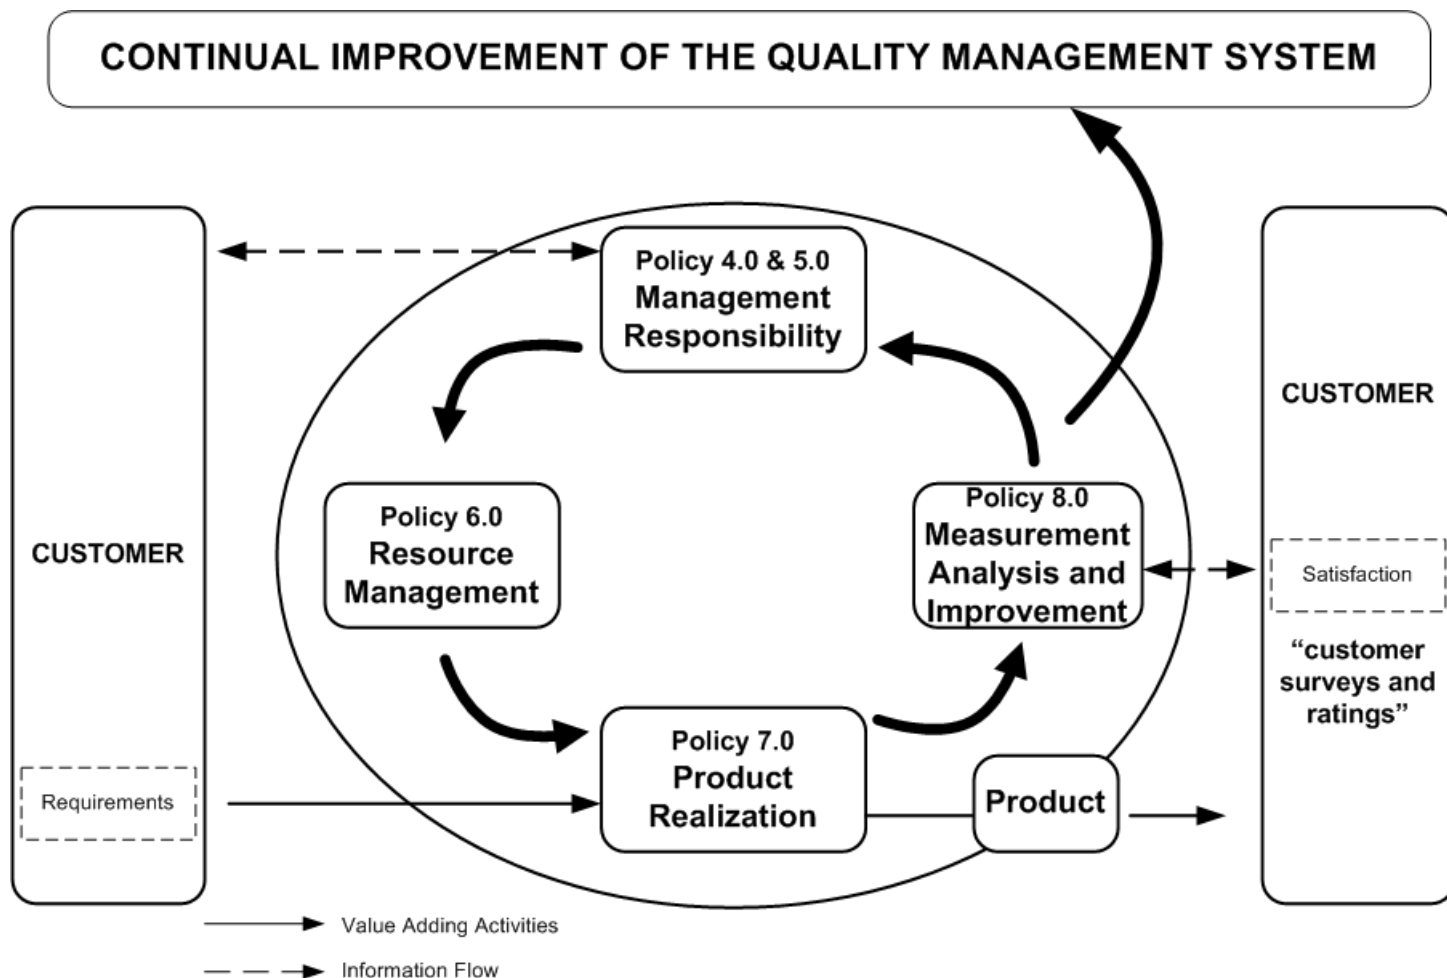 CONTINUAL IMPROVEMENT OF THE QUALITY MANAGEMENT SYSTEM
CUSTOMER
Requirements
Policy 4.0 & 5.0
Management
Responsibility
Policy 6.0
Resource
Management
Policy 7.0
Product
Realization
Policy 8.0
Measurement
Analysis and
Improvement
Product
CUSTOMER
Satisfaction
“customer
surveys and
ratings”
Value Adding Activities
Information Flow